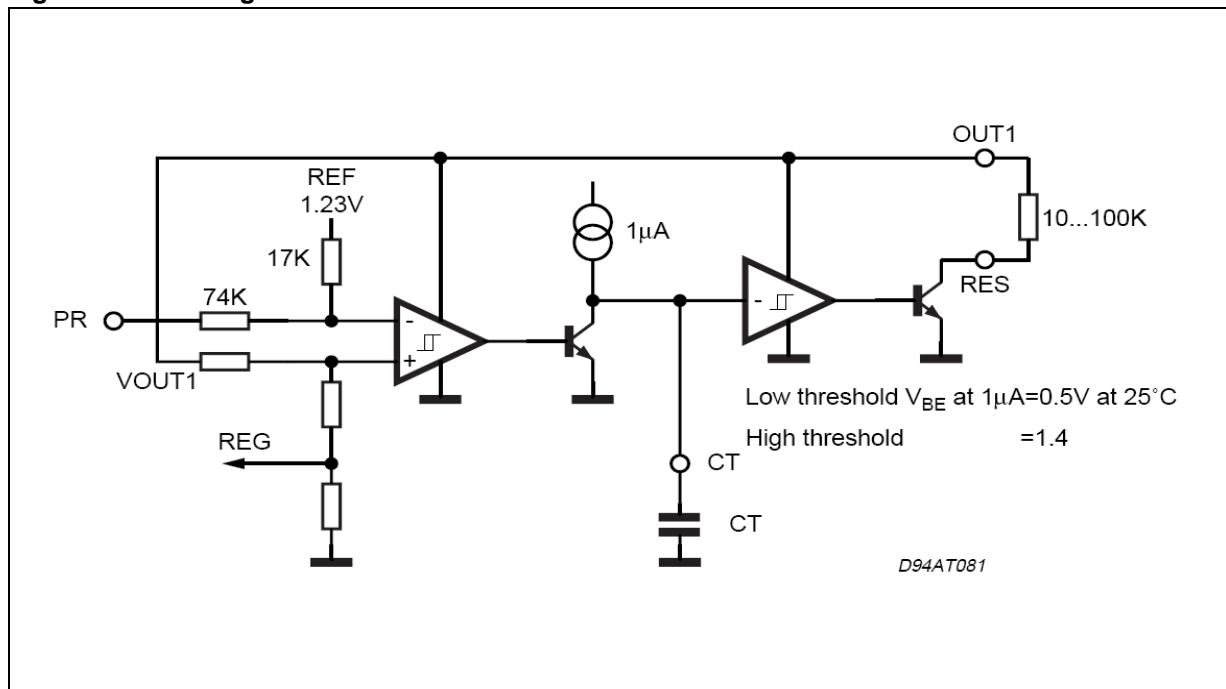 OUT1
REF
1.23V
1µA
10...100K
17K
RES
74K
PR
-
-
+
VOUT1
Low threshold V_BE at 1µA=0.5V at 25°C
REG
High threshold =1.4
CT
CT
D94AT081